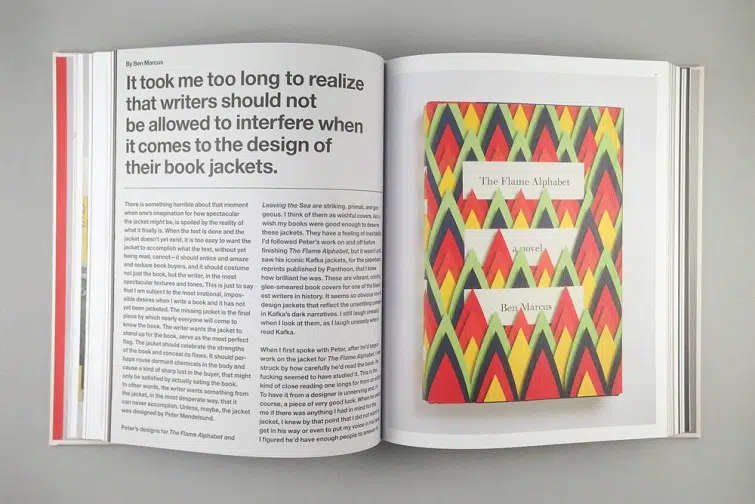 By Ben Marcus
It took me too long to realize
that writers should not
be allowed to interfere when
it comes to the design of
their book jackets.
There is something horrible about that moment
when one's imagination for how spectacular
the jacket might be, is spoiled by the reality of
what it finally is. When the text is done and the
jacket doesn't yet exist, it is too easy to want the
jacket to accomplish what the text, without yet
being read, cannot—it should entice and amaze
and seduce book buyers, and it should costume
not just the book, but the writer, in the most
spectacular textures and tones. This is just to say
that I am subject to the most irrational, impos-
sible desires when I write a book and it has not
yet been jacketed. The missing jacket is the final
piece by which nearly everyone will come to
know the book. The writer wants the jacket to
stand up for the book, serve as the most perfect
flag. The jacket should celebrate the strengths
of the book and conceal its flaws. It should per-
haps rouse dormant chemicals in the body and
cause a kind of sharp lust in the buyer, that might
only be satisfied by actually eating the book.
In other words, the writer wants something from
the jacket, in the most desperate way, that it
can never accomplish. Unless, maybe, the jacket
was designed by Peter Mendelsund.
Peter's designs for The Flame Alphabet and
Leaving the Sea are striking, primal, and gor-
geous. I think of them as wishful covers. As in, I
wish my books were good enough to deserve
these jackets. They have a feeling of
I'd followed Peter's work on and off before
finishing The Flame Alphabet, but it wasn't until I
saw his iconic Kafka jackets, for the paperback
reprints published by Pantheon, that I knew
how brilliant he was. These are vibrant, color,
glee-smeared book covers for one of the
est writers in history. It seems so obvious now to
design jackets that reflect the unsettling comedy
in Kafka's dark narratives. I still laugh uneasily
when I look at them, as I laugh uneasily when I
read Kafka.
When I first spoke with Peter, after he'd begun
work on the jacket for The Flame Alphabet, I was
struck by how carefully he'd read the book. He
fucking seemed to have studied it. This is the
kind of close reading one longs for from an
To have it from a designer is unnerving and, of
course, a piece of very good luck. When he asked
me if there was anything I had in mind for the
jacket, I knew by that point that I did not want to
get in his way or even to put my voice in his head.
I figured he'd have enough people to
The Flame Alphabet
a novel
Ben Marcus